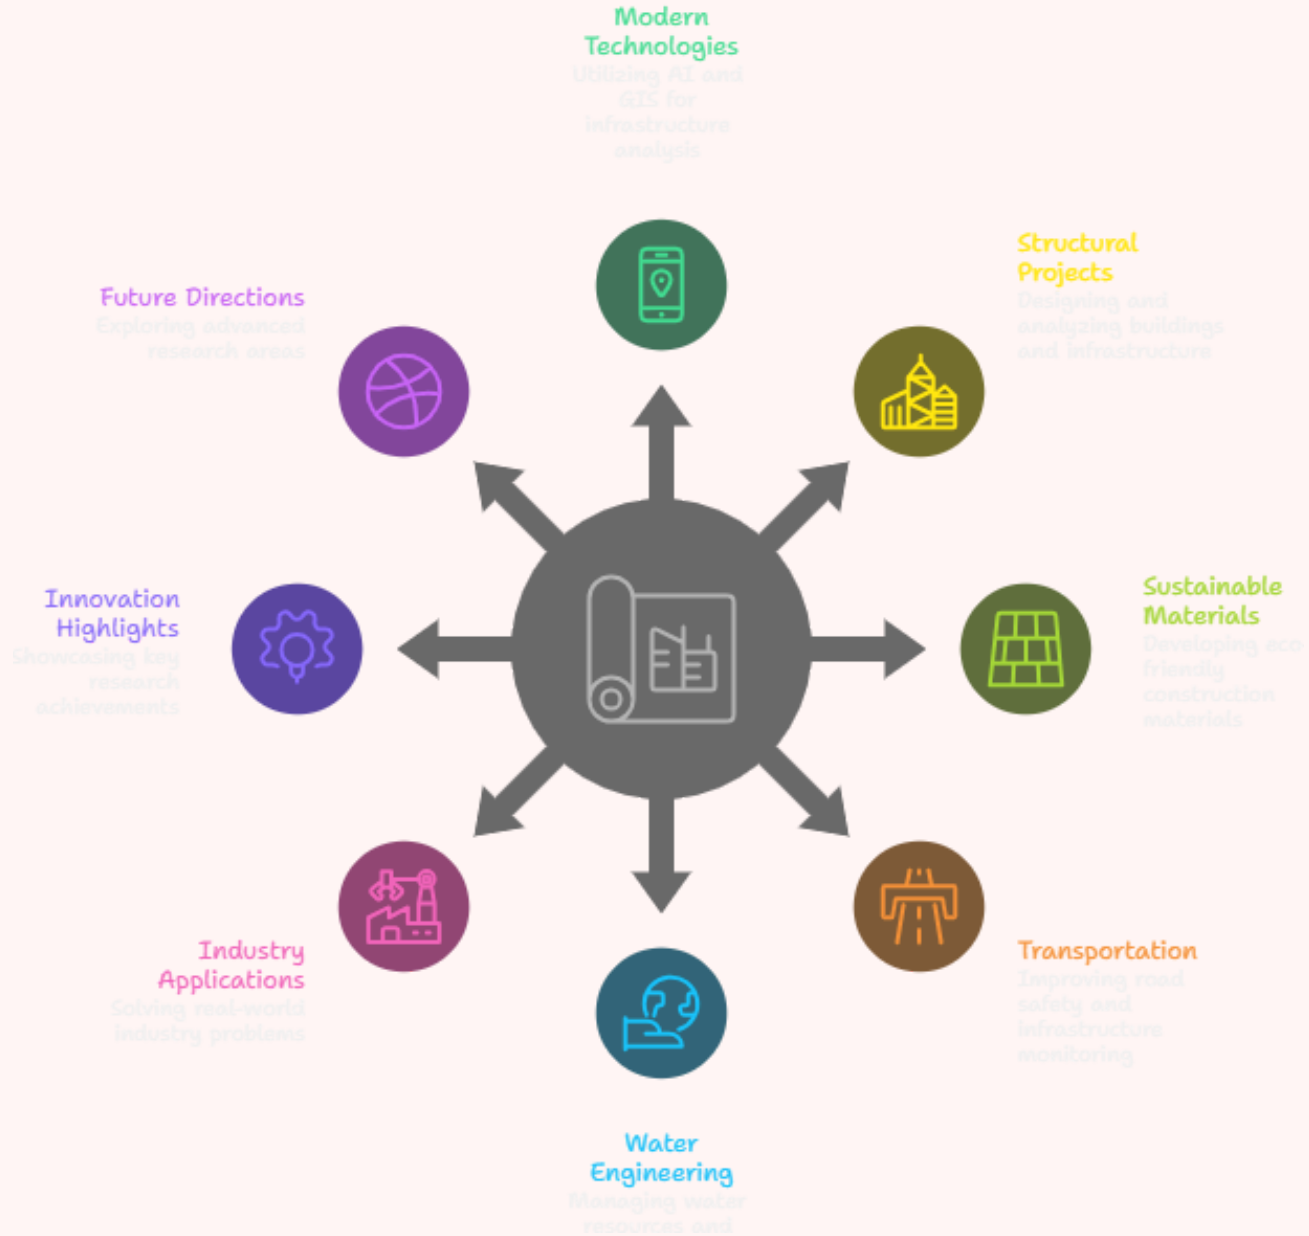 Modern
Technologies
Utilizing AI and
GIS for
infrastructure
analysis
Structural
Projects
Designing and
analyzing buildings
and infrastructure
Future Directions
Exploring advanced
research areas
Innovation
Highlights
Showcasing key
research
achievements
Sustainable
Materials
Developing eco
friendly
construction
materials
Industry
Applications
Solving real-world
industry problems
Transportation
Improving road
safety and
infrastructure
monitoring
Water
Engineering
Managing water
resources and